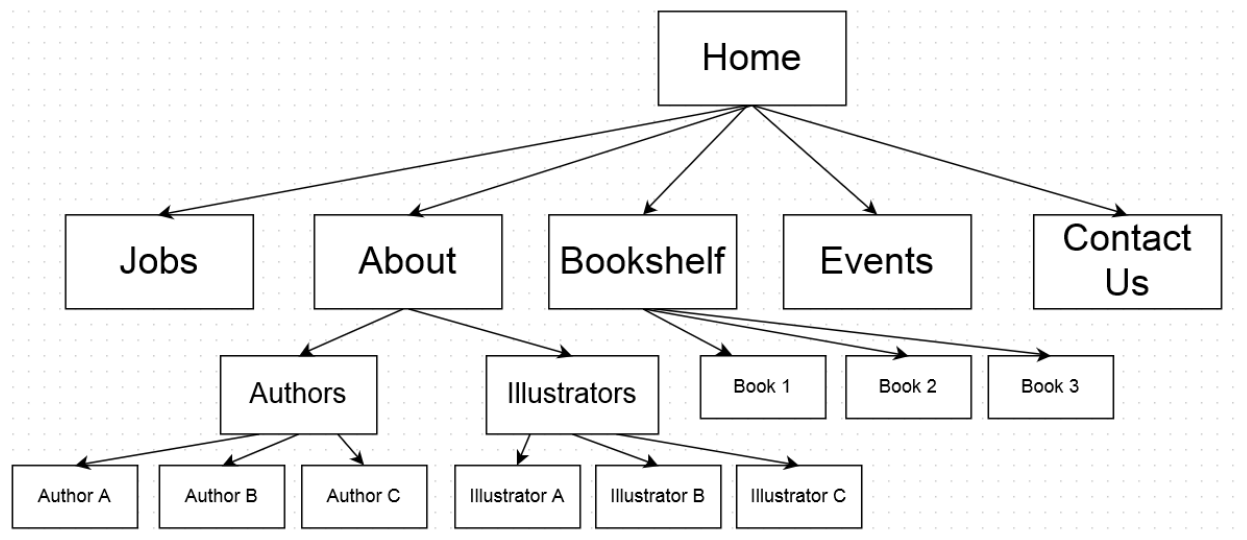 Home
Jobs
About
Bookshelf
Events
Contact
Us
Authors
Illustrators
Book 1
Book 2
Book 3
Author A
Author B
Author C
Illustrator A
Illustrator B
Illustrator C